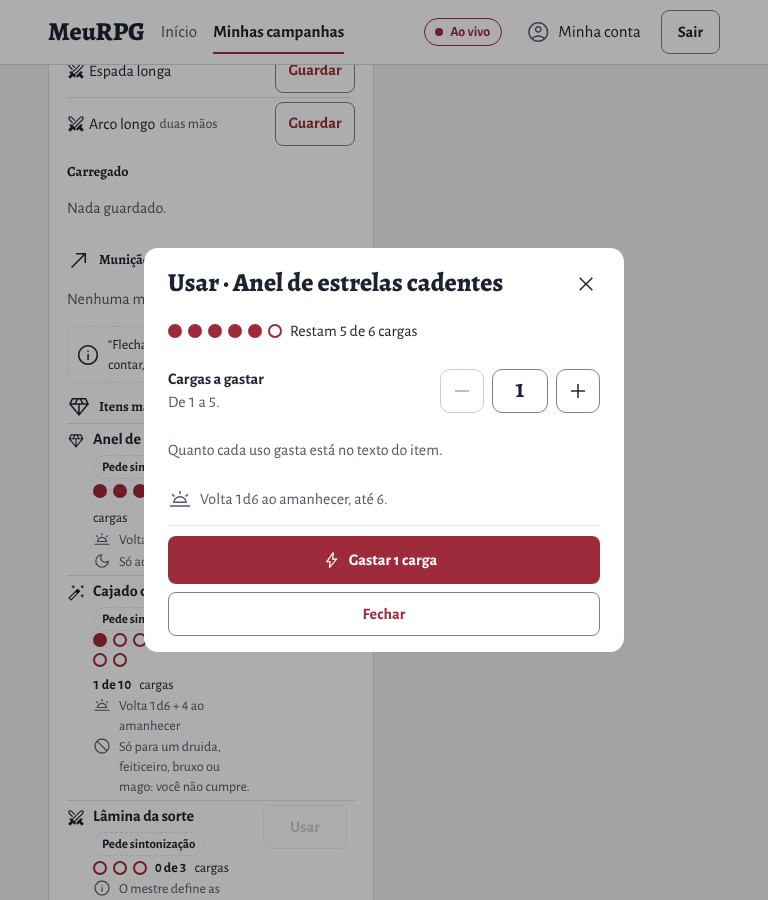 MeuRPG Início Minhas campanhas Ao vivo Minha conta Sair
Espada longa Guardar
Arco longo duas mãos Guardar
Carregado
Nada guardado.
Usar · Anel de estrelas cadentes
Restam 5 de 6 cargas
Cargas a gastar
De 1 a 5.
1
Quanto cada uso gasta está no texto do item.
Volta 1d6 ao amanhecer, até 6.
Gastar 1 carga
Fechar
Nenhuma
contar,
Itens
Anel de
Pede
cargas
Volta
Só
Cajado
Pede
1 de 10 cargas
Volta 1d6 + 4 ao
amanhecer
Só para um druida,
feiticeiro, bruxo ou
mago: você não cumpre.
Lâmina da sorte Usar
Pede sintonização
0 de 3 cargas
O mestre define as